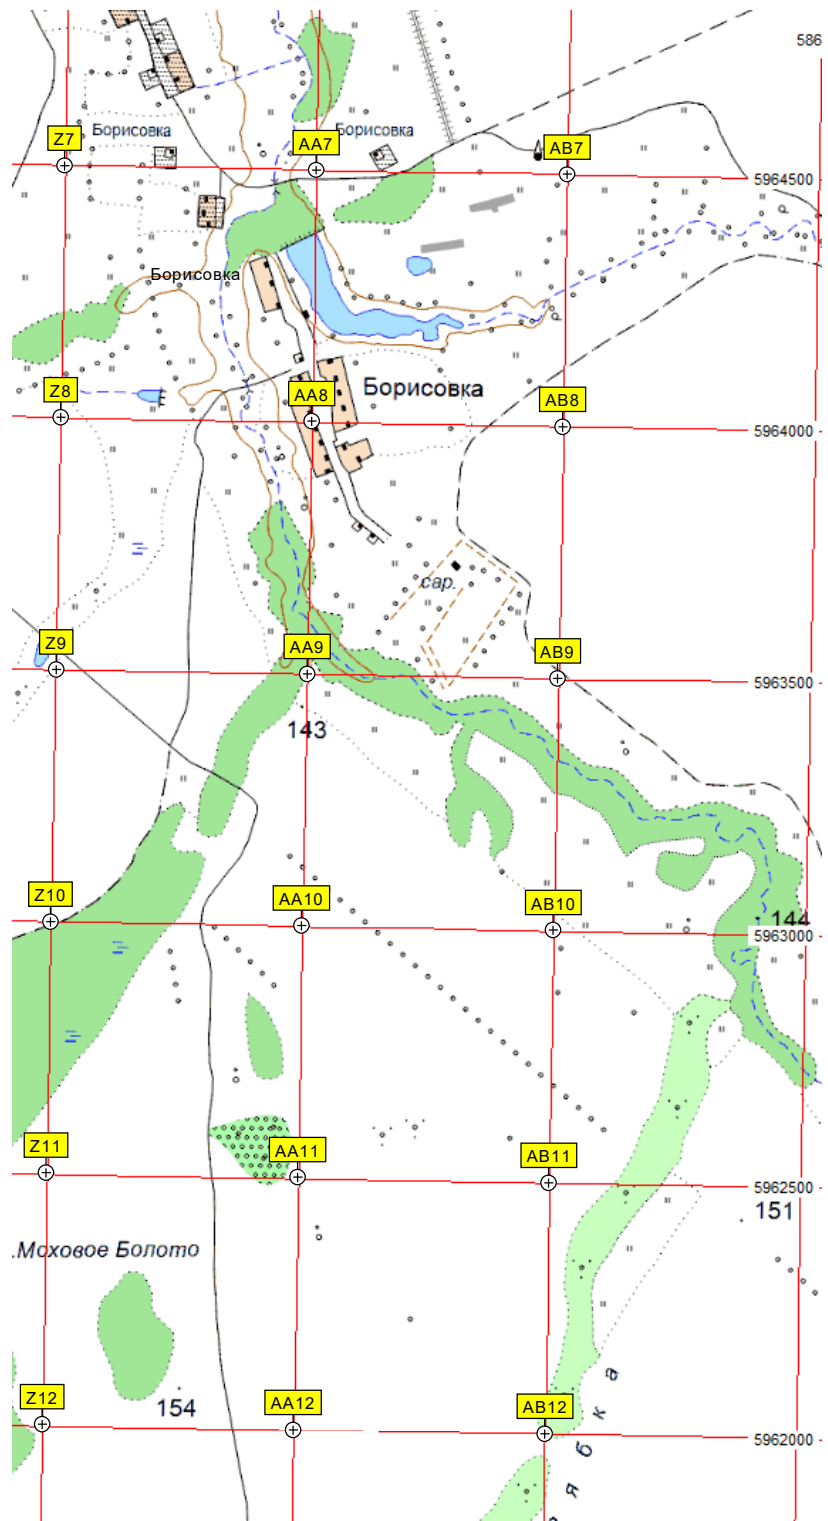 586
Борисовка
Борисовка
Z7
AA7
AB7
5964500
Борисовка
Борисовка
Z8
AA8
AB8
5964000
сар.
Z9
AA9
AB9
5963500
143
Z10
AA10
AB10
144
5963000
Z11
AA11
AB11
5962500
151
.Моховое Болото
154
Z12
AA12
AB12
5962000